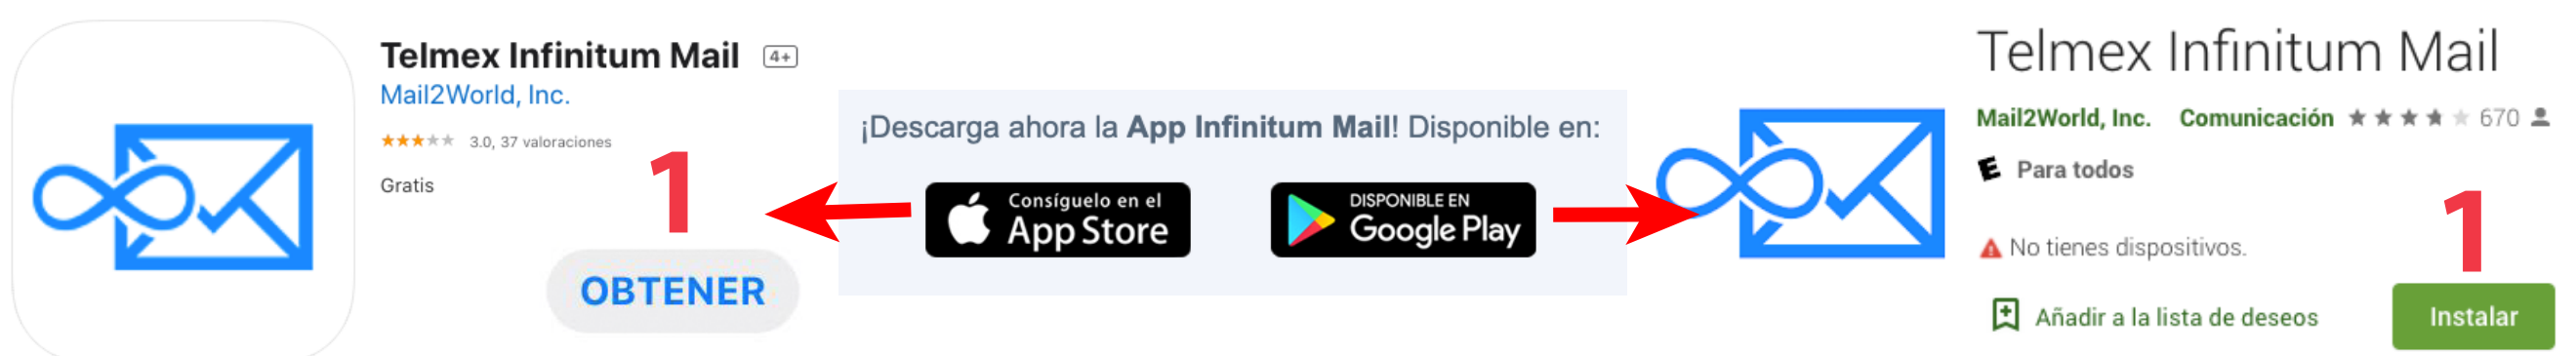 Telmex Infinitum Mail 4+
Mail2World, Inc.
3.0, 37 valoraciones
Gratis
1
OBTENER
¡Descarga ahora la App Infinitum Mail! Disponible en:
Consíguelo en el
App Store
DISPONIBLE EN
Google Play
Telmex Infinitum Mail
Mail2World, Inc. Comunicación 670
E Para todos
No tienes dispositivos.
1
Añadir a la lista de deseos
Instalar